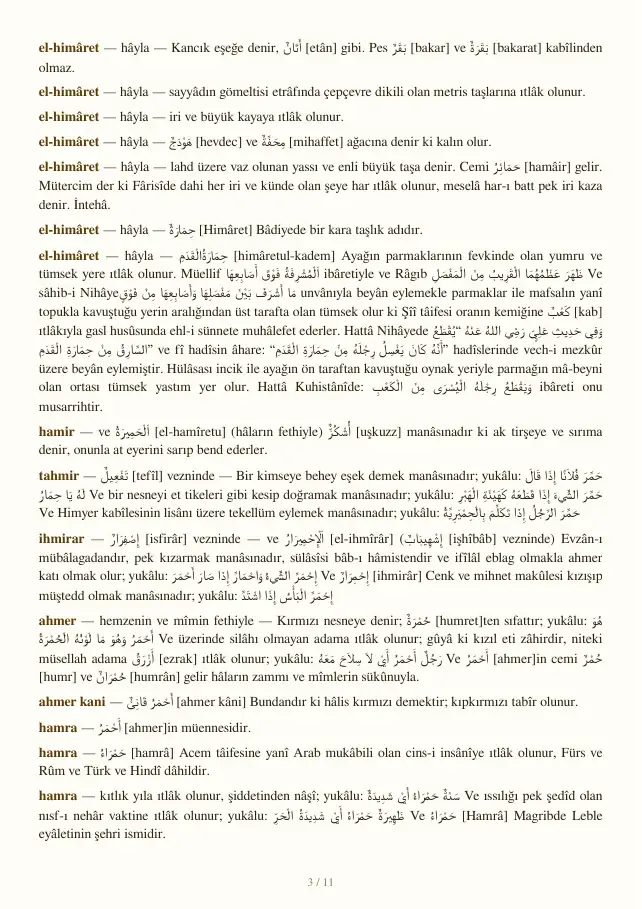 el-himâret — hâyla — Kancık eşeğe denir, أَتَانٌ [etân] gibi. Pes بَقَرٌ [bakar] ve بَقَرَةٌ [bakarat] kabîlinden
olmaz.
el-himâret — hâyla — sayyâdın gömeltisi etrâfında çepçevre dikili olan metris taşlarına ıtlâk olunur.
el-himâret — hâyla — iri ve büyük kayaya ıtlâk olunur.
el-himâret — hâyla — هَوْدَجٌ [hevdec] ve مِحَفَّةٌ [mihaffet] ağacına denir ki kalın olur.
el-himâret — hâyla — lahd üzere vaz olunan yassı ve enli büyük taşa denir. Cemi حَمَائِرُ [hamâir] gelir.
Mütercim der ki Fârisîde dahi her iri ve künde olan şeye har ıtlâk olunur, meselâ har-ı batt pek iri kaza
denir. İntehâ.
el-himâret — hâyla — حِمَارَةٌ [Himâret] Bâdiyede bir kara taşlık adıdır.
el-himâret — hâyla — حِمَارَةُالْقَدَمِ [himâretul-kadem] Ayağın parmaklarının fevkinde olan yumru ve
tümsek yere ıtlâk olunur. Müellif اَلْمُشْرِفَةُ فَوْقَ أَصَابِعِهَا ibâretiyle ve Râgıb ظَهَرَ عَظْمُهُمَا الْقَرِيبُ مِنَ الْمَفْصَلِ Ve
sâhib-i Nihâye مَا أَشْرَفَ بَيْنَ مَفْصَلِهَا وَأَصَابِعِهَا مِنْ فَوْقِ unvânıyla beyân eylemekle parmaklar ile mafsalın yanî
topukla kavuştuğu yerin aralığından üst tarafta olan tümsek olur ki Şîî tâifesi oranın kemiğine كَعْبٌ [kab]
ıtlâkıyla gasl husûsunda ehl-i sünnete muhâlefet ederler. Hattâ Nihâyede وَفِي حَدِيثِ عَلِيٍّ رَضِيَ اللهُ عَنْهُ “يُقْطَعُ
السَّارِقُ مِنْ حِمَارَةِ الْقَدَمِ” ve fî hadîsin âhare: “أَنَّهُ كَانَ يَغْسِلُ رِجْلَهُ مِنْ حِمَارَةِ الْقَدَمِ” hadîslerinde vech-i mezkûr
üzere beyân eylemiştir. Hülâsası incik ile ayağın ön taraftan kavuştuğu oynak yeriyle parmağın mâ-beyni
olan ortası tümsek yastım yer olur. Hattâ Kuhistânîde: وَيَقْطَعُ رِجْلَهُ الْيُسْرَى مِنَ الْكَعْبِ ibâreti onu
musarrihtir.
hamir — ve اَلْحَمِيرَةُ [el-hamîretu] (hâların fethiyle) أُشْكُزٌّ [uşkuzz] manâsınadır ki ak tirşeye ve sırıma
denir, onunla at eyerini sarıp bend ederler.
tahmir — تَفْعِيلٌ [tefîl] vezninde — Bir kimseye behey eşek demek manâsınadır; yukâlu: حَمَّرَ فُلاَنًا إِذَا قَالَ
لَهُ يَا حِمَارُ Ve bir nesneyi et tikeleri gibi kesip doğramak manâsınadır; yukâlu: حَمَّرَ الشَّيْءَ إِذَا قَطَعَهُ كَهَيْئَةِ الْهَبْرِ
Ve Himyer kabîlesinin lisânı üzere tekellüm eylemek manâsınadır; yukâlu: حَمَّرَ الرَّجُلُ إِذَا تَكَلَّمَ بِالْحِمْيَرِيَّةِ
ihmirar — إِصْفِرَارٌ [isfirâr] vezninde — ve اَلْإِحْمِيرَارُ [el-ihmîrâr] (إِشْهِيبَابٌ [işhîbâb] vezninde) Evzân-ı
mübâlagadandır, pek kızarmak manâsınadır, sülâsîsi bâb-ı hâmistendir ve ifîlâl eblag olmakla ahmer
katı olmak olur; yukâlu: إِحْمَرَّ الشَّيْءُ وَاحْمَارَّ إِذَا صَارَ أَحْمَرَ Ve إِحْمِرَارٌ [ihmirâr] Cenk ve mihnet makûlesi kızışıp
müştedd olmak manâsınadır; yukâlu: إِحْمَرَّ الْبَأْسُ إِذَا اشْتَدَّ
ahmer — hemzenin ve mîmin fethiyle — Kırmızı nesneye denir; حُمْرَةٌ [humret]ten sıfattır; yukâlu: هُوَ
أَحْمَرُ وَهُوَ مَا لَوْنُهُ الْحُمْرَةُ Ve üzerinde silâhı olmayan adama ıtlâk olunur; gûyâ ki kızıl eti zâhirdir, niteki
müsellah adama أَزْرَقُ [ezrak] ıtlâk olunur; yukâlu: رَجُلٌ أَحْمَرُ أَيْ لاَ سِلاَحَ مَعَهُ Ve أَحْمَرُ [ahmer]in cemi حُمْرٌ
[humr] ve حُمْرَانٌ [humrân] gelir hâların zammı ve mîmlerin sükûnuyla.
ahmer kani — أَحْمَرُ قَانِيٌّ [ahmer kâni] Bundandır ki hâlis kırmızı demektir; kıpkırmızı tabîr olunur.
hamra — أَحْمَرُ [ahmer]in müennesidir.
hamra — حَمْرَاءُ [hamrâ] Acem tâifesine yanî Arab mukâbili olan cins-i insâniye ıtlâk olunur, Fürs ve
Rûm ve Türk ve Hindî dâhildir.
hamra — kıtlık yıla ıtlâk olunur, şiddetinden nâşî; yukâlu: سَنَةٌ حَمْرَاءُ أَيْ شَدِيدَةٌ Ve ıssılığı pek şedîd olan
nısf-ı nehâr vaktine ıtlâk olunur; yukâlu: ظَهِيرَةٌ حَمْرَاءُ أَيْ شَدِيدَةُ الْحَرِّ Ve حَمْرَاءُ [Hamrâ] Magribde Leble
eyâletinin şehri ismidir.
3 / 11